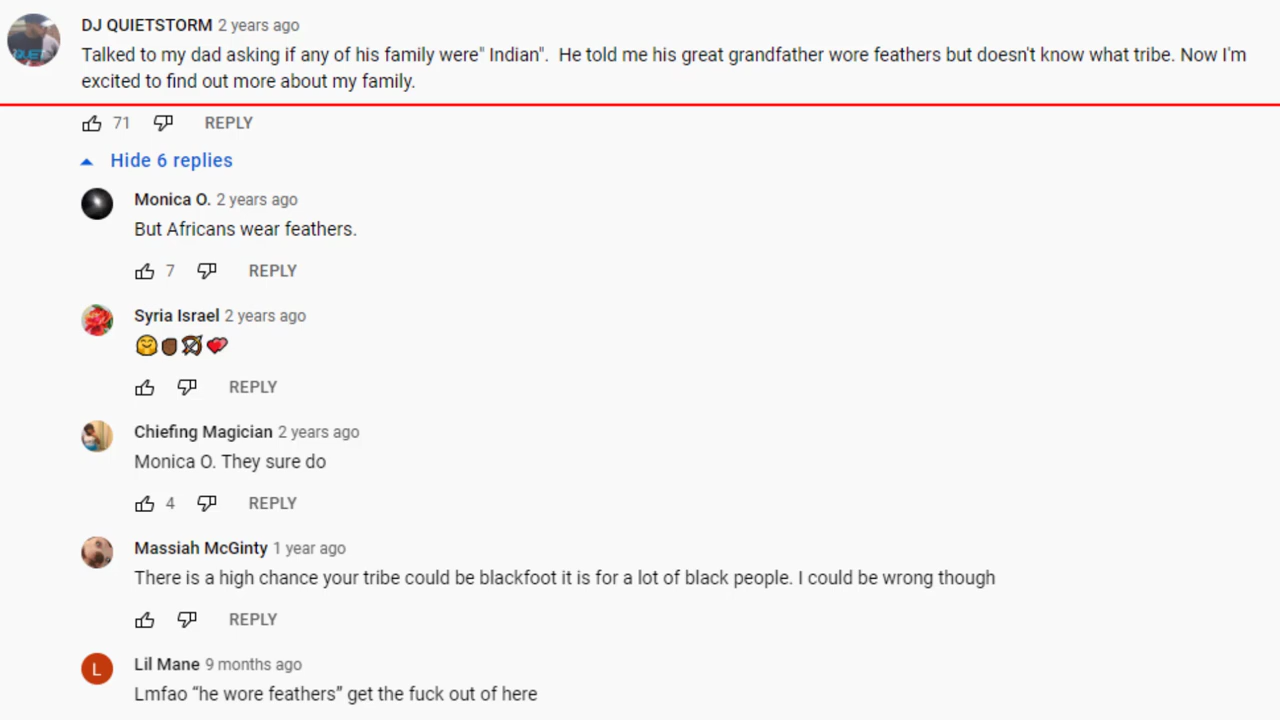 DJ QUIETSTORM 2 years ago
Talked to my dad asking if any of his family were" Indian".  He told me his great grandfather wore feathers but doesn't know what tribe. Now I'm
excited to find out more about my family.
71 REPLY
Hide 6 replies
Monica O. 2 years ago
But Africans wear feathers.
7 REPLY
Syria Israel 2 years ago
🤗✊🏾🏹💕
REPLY
Chiefing Magician 2 years ago
Monica O. They sure do
4 REPLY
Massiah McGinty 1 year ago
There is a high chance your tribe could be blackfoot it is for a lot of black people. I could be wrong though
REPLY
L
Lil Mane 9 months ago
Lmfao “he wore feathers” get the fuck out of here